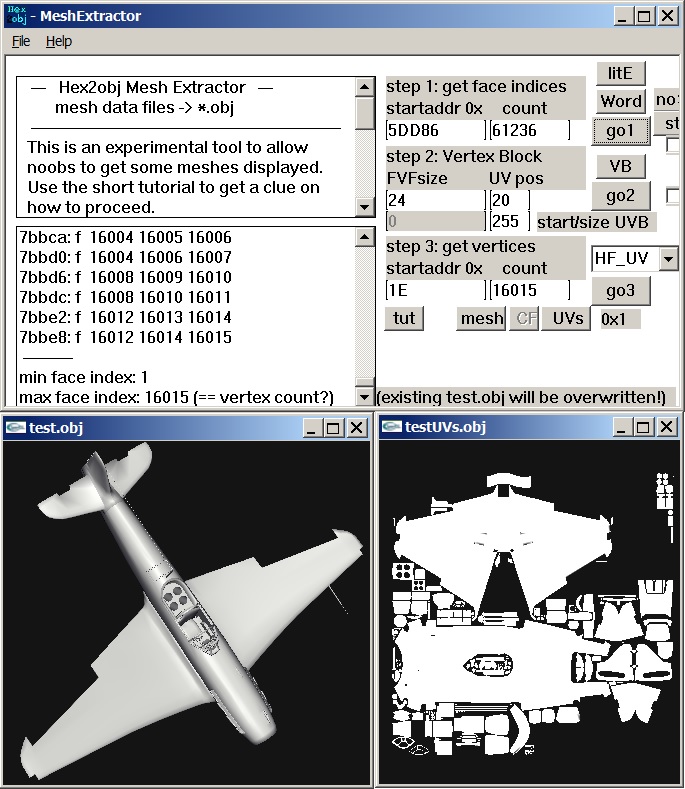 Hex
obj - MeshExtractor
File Help
— Hex2obj Mesh Extractor —
mesh data files -> *.obj
This is an experimental tool to allow
noobs to get some meshes displayed.
Use the short tutorial to get a clue on
how to proceed.
7bbca: f 16004 16005 16006
7bbd0: f 16004 16006 16007
7bbd6: f 16008 16009 16010
7bbdc: f 16008 16010 16011
7bbe2: f 16012 16013 16014
7bbe8: f 16012 16014 16015
min face index: 1
max face index: 16015 (== vertex count?)
step 1: get face indices
startaddr 0x count
5DD86 61236
litE
Word
go1
no
st
step 2: Vertex Block
FVFsize UV pos
24 20
0 255 start/size UVB
VB
go2
step 3: get vertices
startaddr 0x count
1E 16015
HF_UV
go3
tut mesh CF UVs 0x1
(existing test.obj will be overwritten!)
test.obj
testUVs.obj